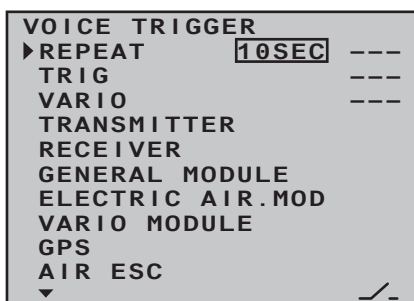 VOICE TRIGGER
REPEAT 10SEC ---
TRIG ---
VARIO ---
TRANSMITTER
RECEIVER
GENERAL MODULE
ELECTRIC AIR.MOD
VARIO MODULE
GPS
AIR ESC